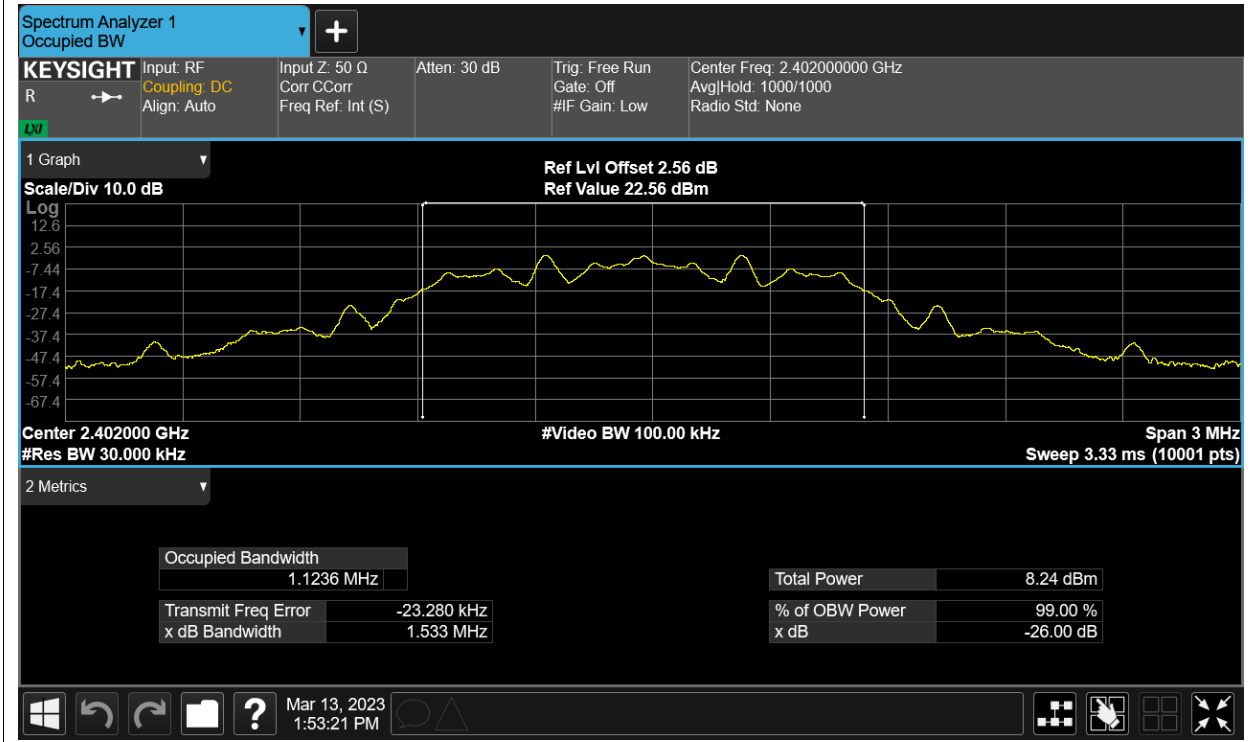 Spectrum Analyzer 1
Occupied BW
KEYSIGHT
R
LXI
Input: RF
Coupling: DC
Align: Auto
Input Z: 50 Ω
Corr CCorr
Freq Ref: Int (S)
Atten: 30 dB
Trig: Free Run
Gate: Off
#IF Gain: Low
Center Freq: 2.402000000 GHz
Avg|Hold: 1000/1000
Radio Std: None
1 Graph
Scale/Div 10.0 dB
Ref Lvl Offset 2.56 dB
Ref Value 22.56 dBm
Log
12.6
2.56
-7.44
-17.4
-27.4
-37.4
-47.4
-57.4
-67.4
Center 2.402000 GHz
#Res BW 30.000 kHz
#Video BW 100.00 kHz
Span 3 MHz
Sweep 3.33 ms (10001 pts)
2 Metrics
Occupied Bandwidth
1.1236 MHz
Transmit Freq Error -23.280 kHz
x dB Bandwidth 1.533 MHz
Total Power 8.24 dBm
% of OBW Power 99.00 %
x dB -26.00 dB
?
Mar 13, 2023
1:53:21 PM